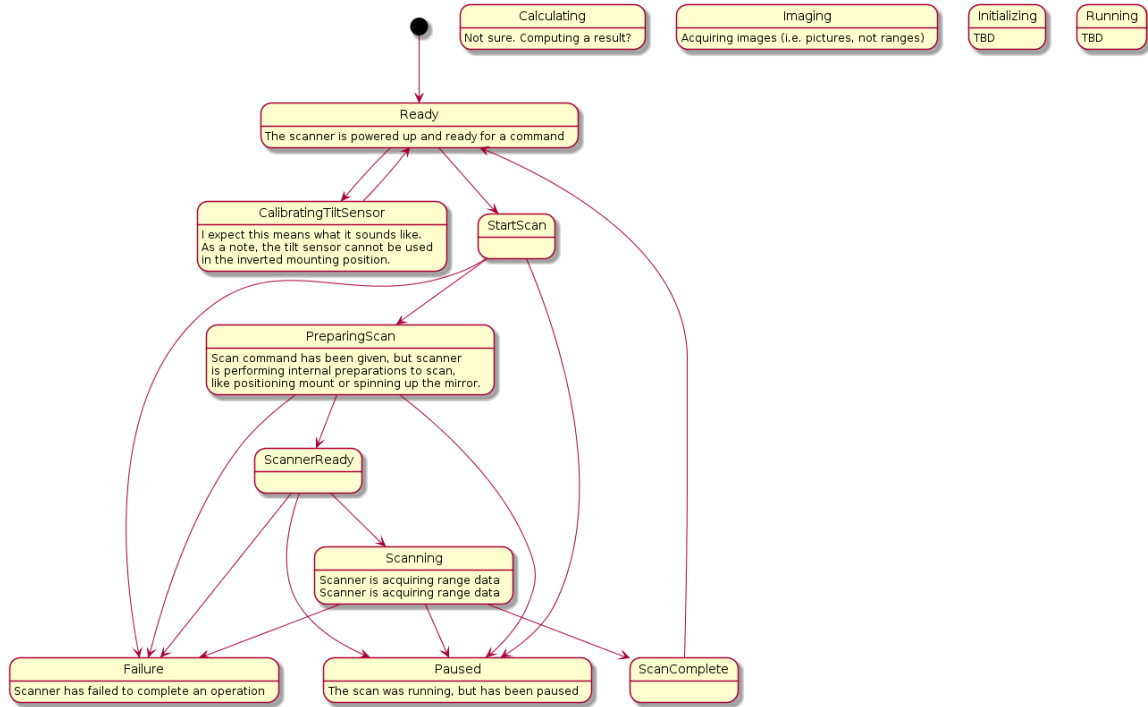 Calculating
Not sure. Computing a result?
Imaging
Acquiring images (i.e. pictures, not ranges)
Initializing
TBD
Running
TBD
Ready
The scanner is powered up and ready for a command
CalibratingTiltSensor
I expect this means what it sounds like.
As a note, the tilt sensor cannot be used
in the inverted mounting position.
StartScan
PreparingScan
Scan command has been given, but scanner
is performing internal preparations to scan,
like positioning mount or spinning up the mirror.
ScannerReady
Scanning
Scanner is acquiring range data
Scanner is acquiring range data
Failure
Scanner has failed to complete an operation
Paused
The scan was running, but has been paused
ScanComplete